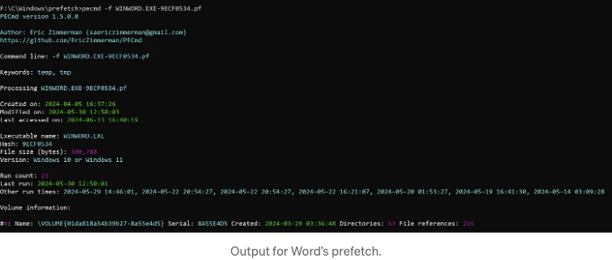 F:\C\Windows\prefetch>pecmd -f WINWORD.EXE-9ECF0534.pf
PECmd version 1.5.0.0
Author: Eric Zimmerman (saericzimmerman@gmail.com)
https://github.com/EricZimmerman/PECmd
Command line: -f WINWORD.EXE-9ECF0534.pf
Keywords: temp, tmp
Processing WINWORD.EXE-9ECF0534.pf
Created on: 2024-04-05 16:37:26
Modified on: 2024-05-30 12:50:03
Last accessed on: 2024-06-13 16:40:19
Executable name: WINWORD.EXE
Hash: 9ECF0534
File size (bytes):
Version: Windows 10 or Windows 11
Run count:
Last run: 2024-05-30 12:50:01
Other run times: 2024-05-29 14:46:01, 2024-05-22 20:54:27, 2024-05-22 20:54:27, 2024-05-22 16:21:07, 2024-05-20 01:53:27, 2024-05-19 16:41:30, 2024-05-14 03:09:28
Volume information:
#0: Name: \VOLUME{01da818a54b39b27-8a55e4d5} Serial: 8A55E4D5 Created: 2024-03-29 03:36:48 Directories: File references:
Output for Word's prefetch.